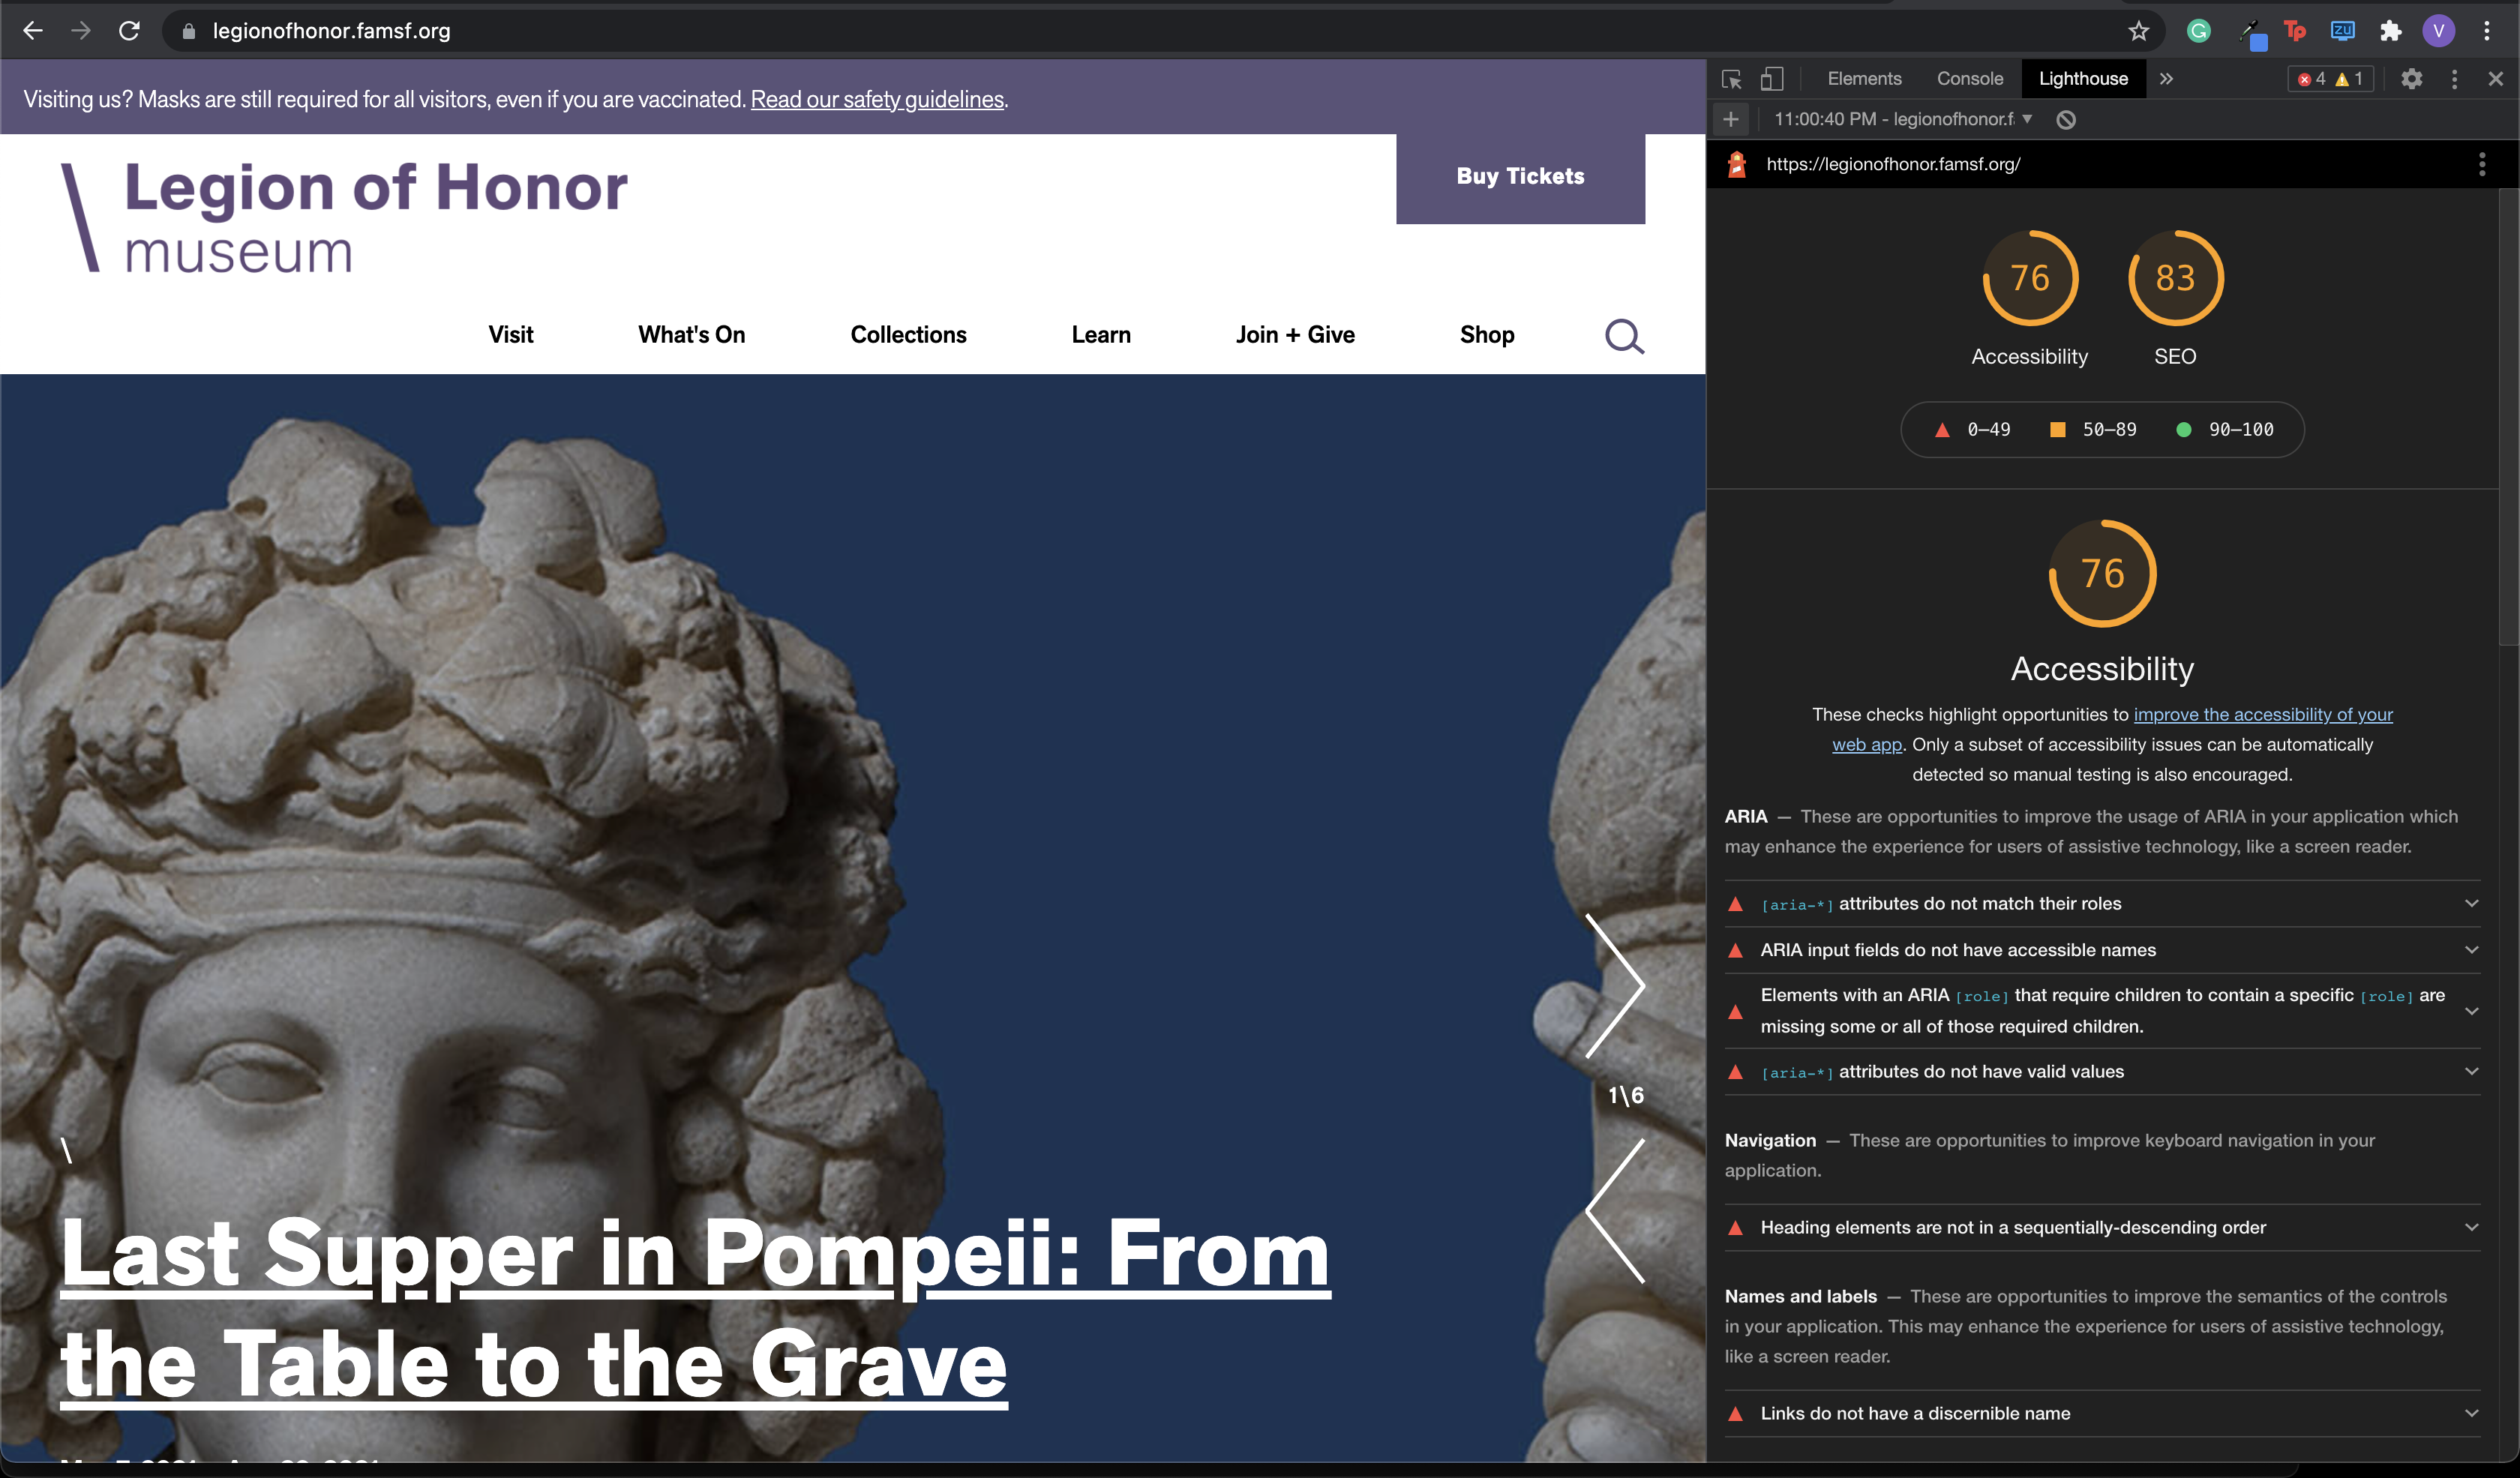 legionofhonor.famsf.org
V
Visiting us? Masks are still required for all visitors, even if you are vaccinated. Read our safety guidelines.
Legion of Honor
museum
Buy Tickets
Visit What's On Collections Learn Join + Give Shop
1\6
\
Last Supper in Pompeii: From
the Table to the Grave
Elements Console Lighthouse » 4 1
11:00:40 PM - legionofhonor.f
https://legionofhonor.famsf.org/
76 83
Accessibility SEO
0–49 50–89 90–100
76
Accessibility
These checks highlight opportunities to improve the accessibility of your
web app. Only a subset of accessibility issues can be automatically
detected so manual testing is also encouraged.
ARIA — These are opportunities to improve the usage of ARIA in your application which
may enhance the experience for users of assistive technology, like a screen reader.
[aria-*] attributes do not match their roles
ARIA input fields do not have accessible names
Elements with an ARIA [role] that require children to contain a specific [role] are
missing some or all of those required children.
[aria-*] attributes do not have valid values
Navigation — These are opportunities to improve keyboard navigation in your
application.
Heading elements are not in a sequentially-descending order
Names and labels — These are opportunities to improve the semantics of the controls
in your application. This may enhance the experience for users of assistive technology,
like a screen reader.
Links do not have a discernible name